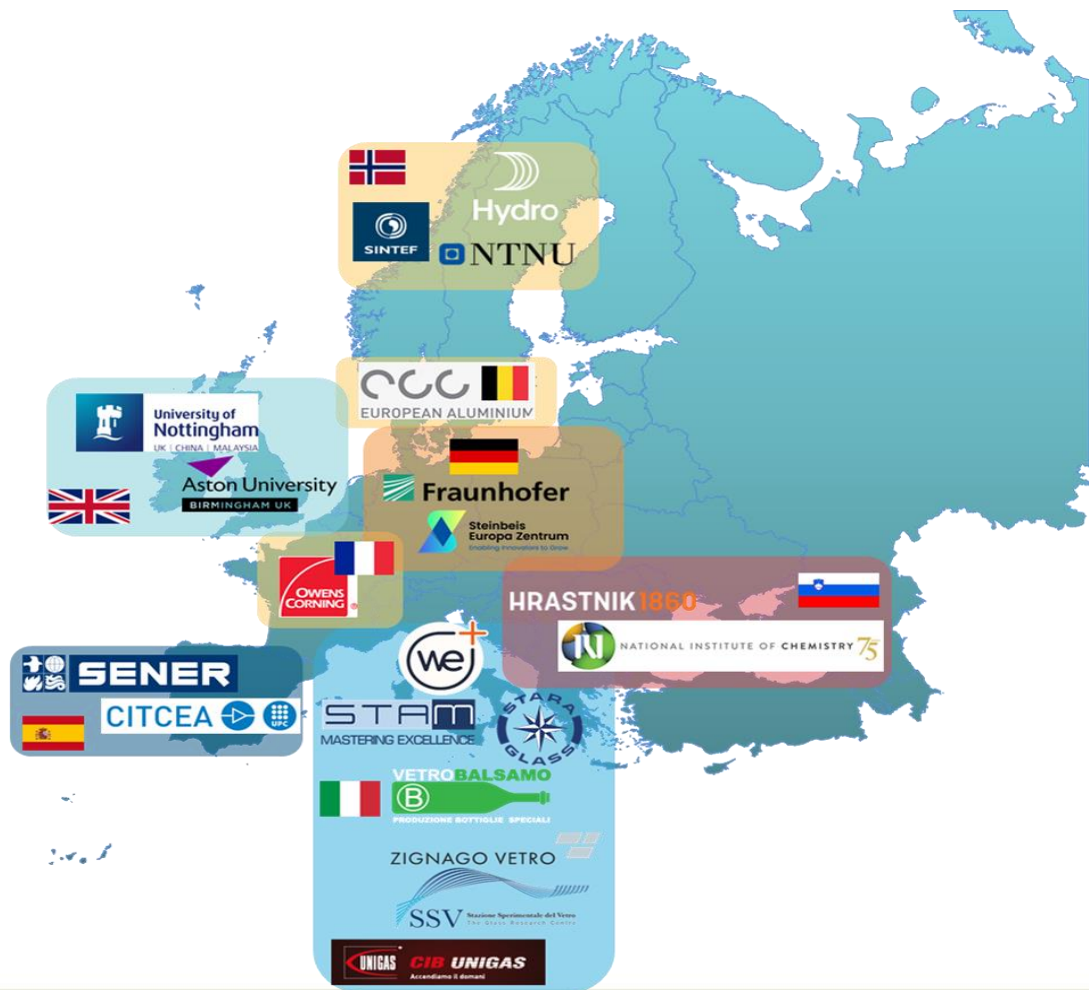 Hydro
SINTEF
NTNU
EUROPEAN ALUMINIUM
University of
Nottingham
UK | CHINA | MALAYSIA
Aston University
BIRMINGHAM UK
Fraunhofer
Steinbeis
Europa Zentrum
Enabling Innovators to Grow
OWENS
CORNING
HRASTNIK1860
NATIONAL INSTITUTE OF CHEMISTRY 75
we+
SENER
CITCEA UPC
STAM
MASTERING EXCELLENCE
STARA
GLASS
VETROBALSAMO
B
PRODUZIONE BOTTIGLIE SPECIALI
ZIGNAGO VETRO
SSV Stazione Sperimentale del Vetro
The Glass Research Centre
UNIGAS CIB UNIGAS
Accendiamo il domani